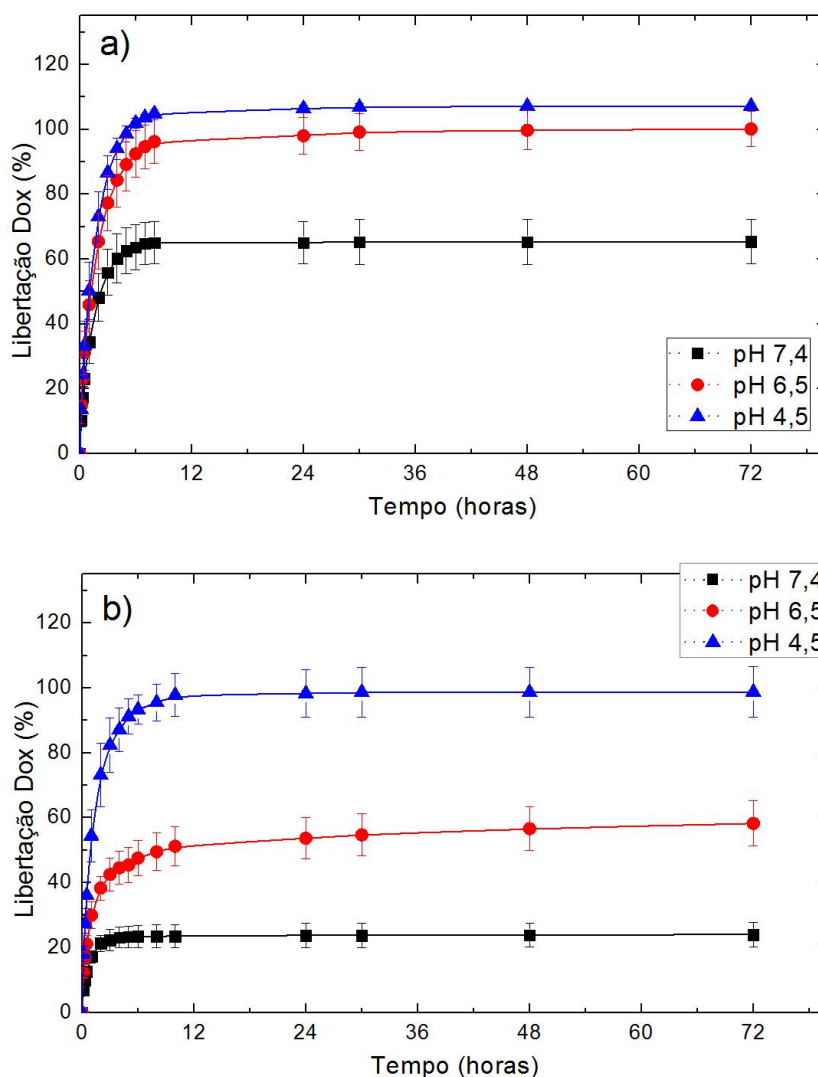 a)
120
100
80
60
40
20
0
Libertação Dox (%)
pH 7,4
pH 6,5
pH 4,5
0 12 24 36 48 60 72
Tempo (horas)
b)
pH 7,4
pH 6,5
pH 4,5
120
100
80
60
40
20
0
Libertação Dox (%)
0 12 24 36 48 60 72
Tempo (horas)